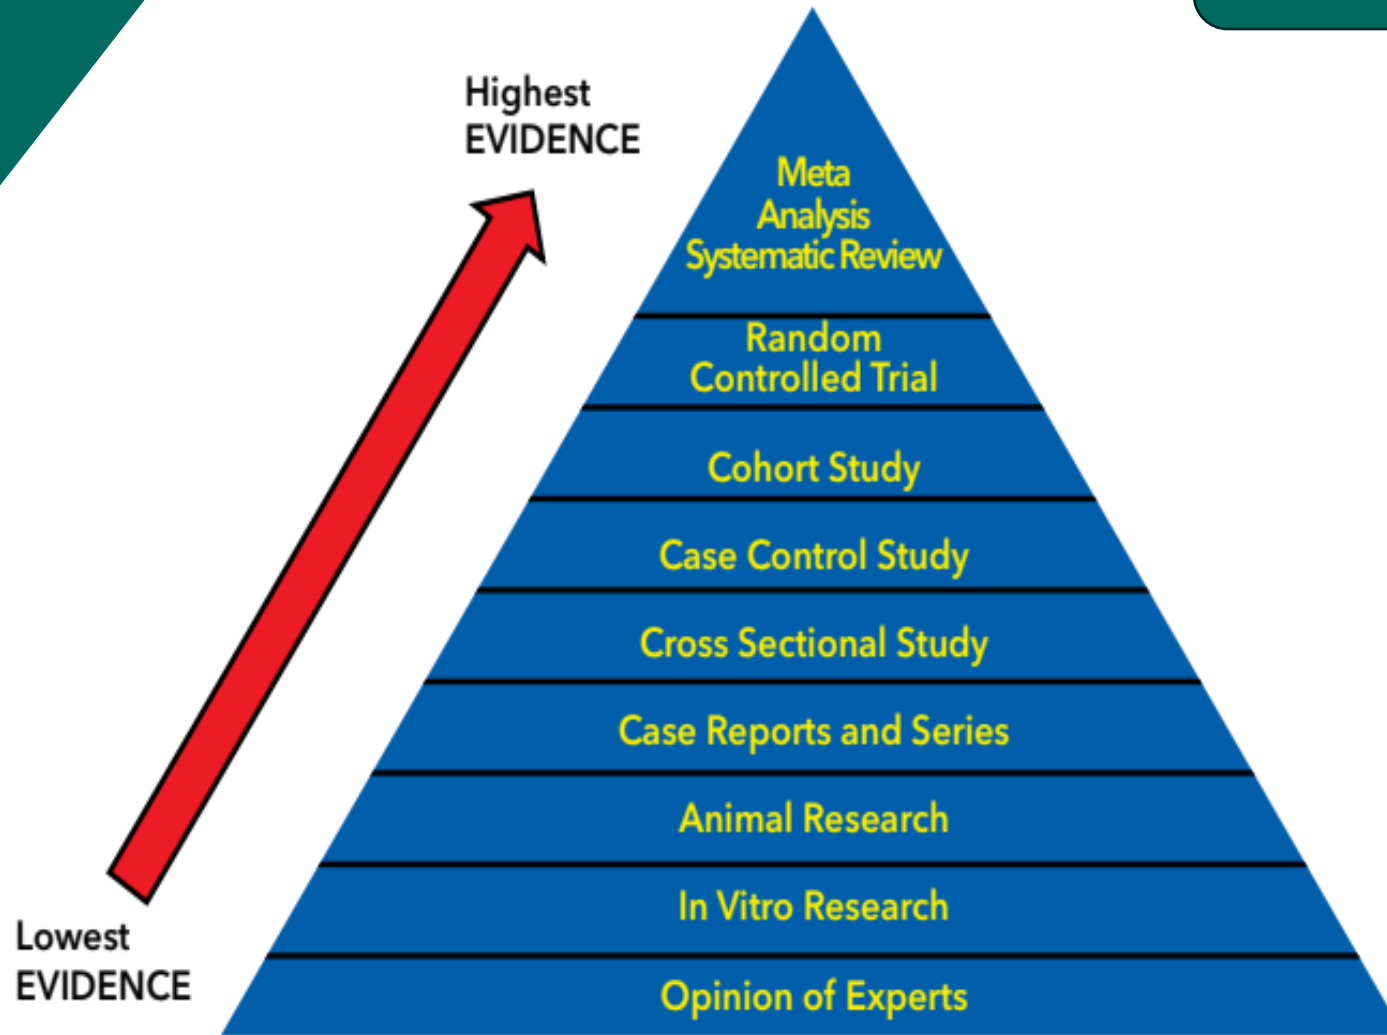 Highest
EVIDENCE
Meta
Analysis
Systematic Review
Random
Controlled Trial
Cohort Study
Case Control Study
Cross Sectional Study
Case Reports and Series
Animal Research
In Vitro Research
Opinion of Experts
Lowest
EVIDENCE